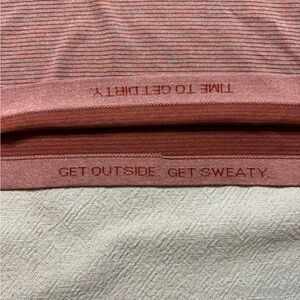 TIME TO GET DIRTY.
GET OUTSIDE. GET SWEATY.